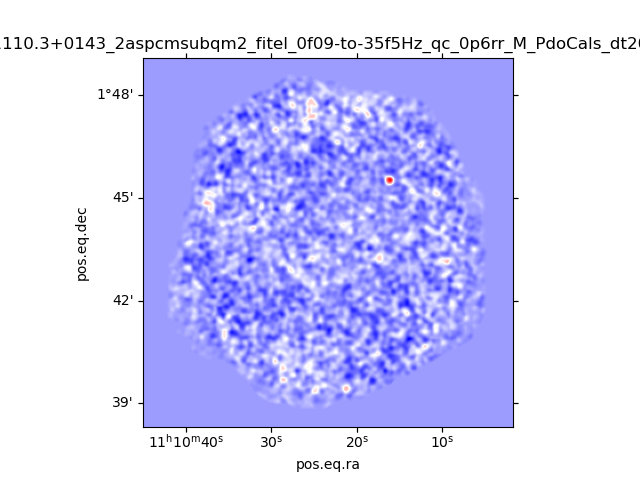 1110.3+0143_2aspcmsubqm2_fitel_0f09-to-35f5Hz_qc_0p6rr_M_PdoCals_dt20
1°48'
45'
42'
39'
pos.eq.dec
11ʰ10ᵐ40ˢ 30ˢ 20ˢ 10ˢ
pos.eq.ra